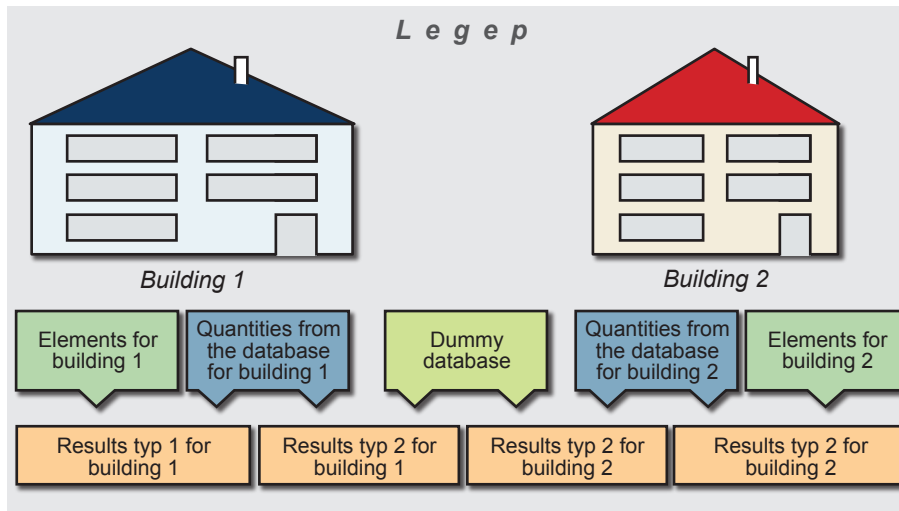 Legep
Building 1
Building 2
Elements for
building 1
Quantities from
the database
for building 1
Dummy
database
Quantities from
the database
for building 2
Elements for
building 2
Results typ 1 for
building 1
Results typ 2 for
building 1
Results typ 2 for
building 2
Results typ 2 for
building 2